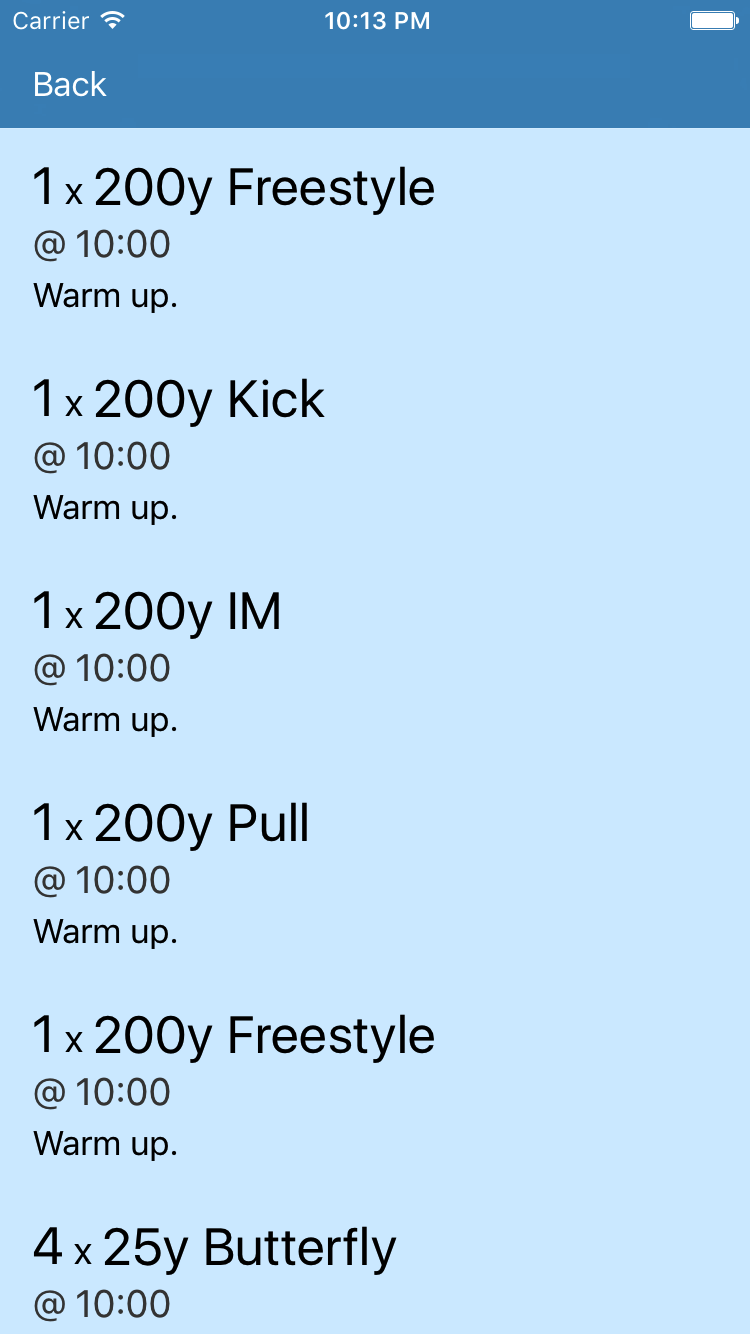 Carrier 10:13 PM
Back
1 x 200y Freestyle
@ 10:00
Warm up.
1 x 200y Kick
@ 10:00
Warm up.
1 x 200y IM
@ 10:00
Warm up.
1 x 200y Pull
@ 10:00
Warm up.
1 x 200y Freestyle
@ 10:00
Warm up.
4 x 25y Butterfly
@ 10:00